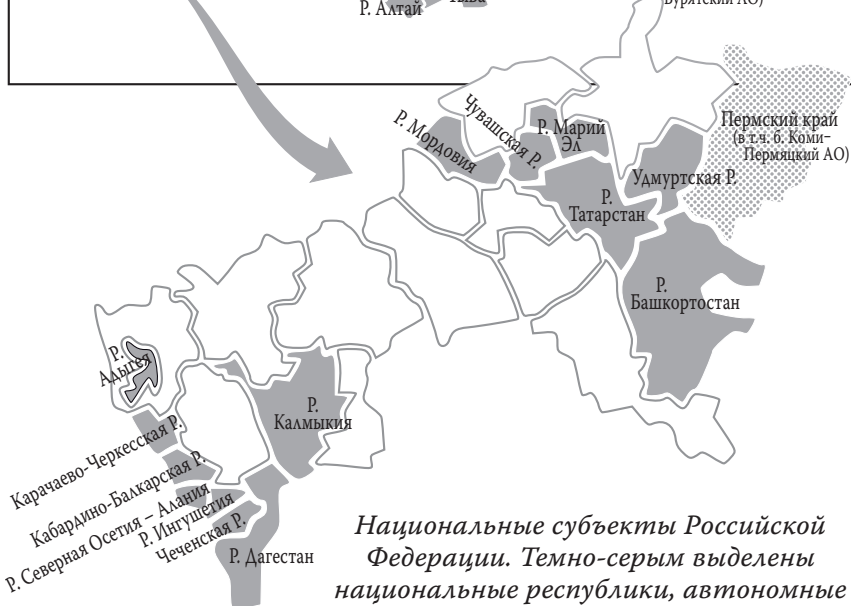 Бурятский АО)
Тыва
Р. Алтай
Чувашская Р.
Р. Мордовия
Р. Марий
Эл
Пермский край
(в т.ч. б. Коми–
Пермяцкий АО)
Удмуртская Р.
Р.
Татарстан
Р.
Башкортостан
Р.
Адыгея
Р.
Калмыкия
Карачаево-Черкесская Р.
Кабардино-Балкарская Р.
Р. Северная Осетия – Алания
Р. Ингушетия
Чеченская Р.
Р. Дагестан
Национальные субъекты Российской
Федерации. Темно-серым выделены
национальные республики, автономные